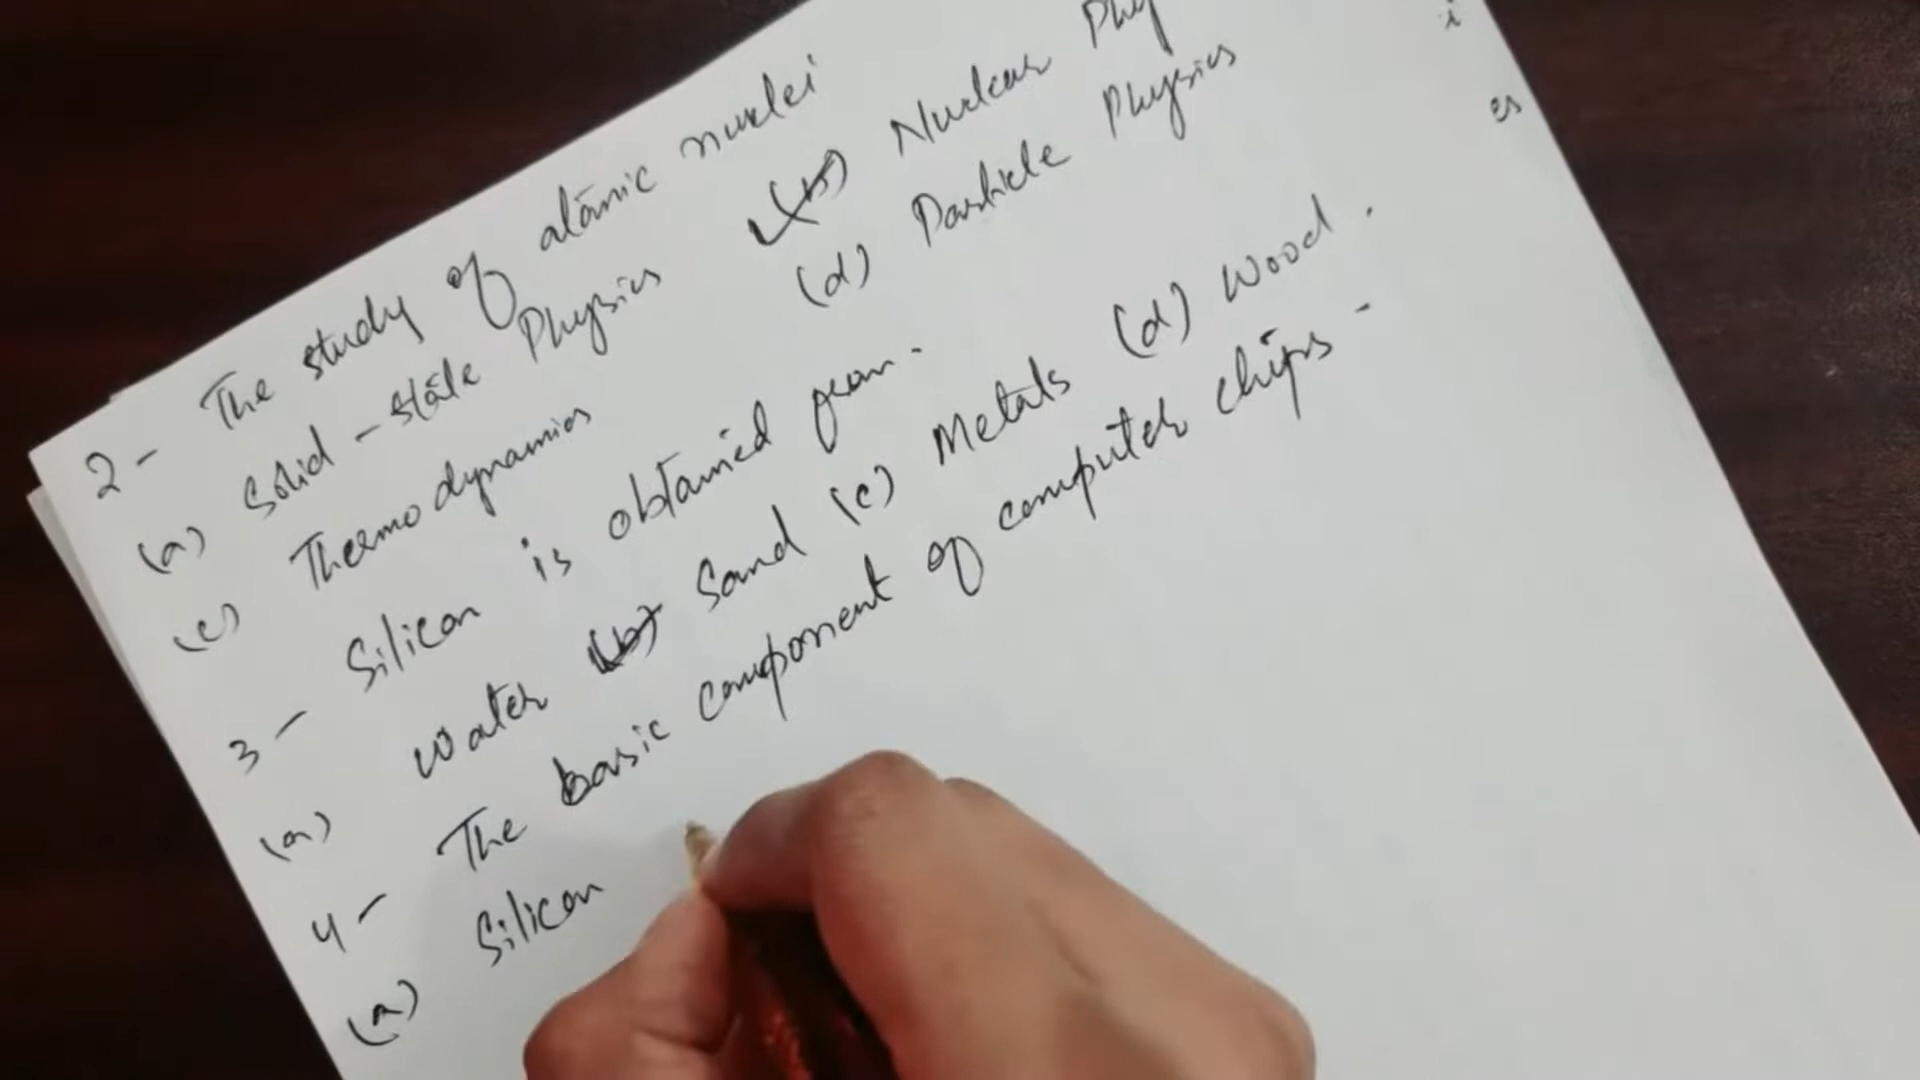 2- The study of atomic nuclei
(a) Solid-state Physics (b) Nuclear Phy
(c) Thermodynamics (d) Particle Physics
3- Silicon is obtained from.
(a) Water (b) Sand (c) Metals (d) Wood.
4- The basic component of computer chips-
(a) Silicon